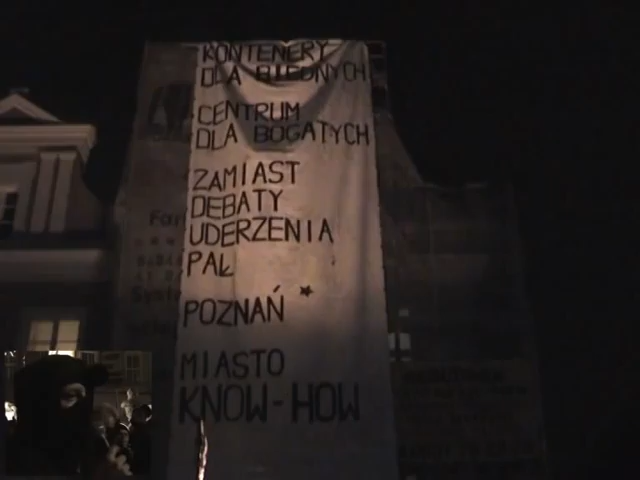 KONTENERY
DLA BIEDNYCH
CENTRUM
DLA BOGATYCH
ZAMIAST
DEBATY
UDERZENIA
PAŁ
POZNAŃ*
MIASTO
KNOW-HOW